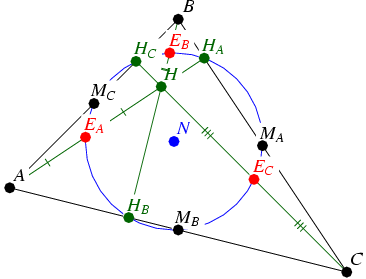 B
H_C E_B H_A
H
M_C
E_A N M_A
A E_C
H_B M_B
C